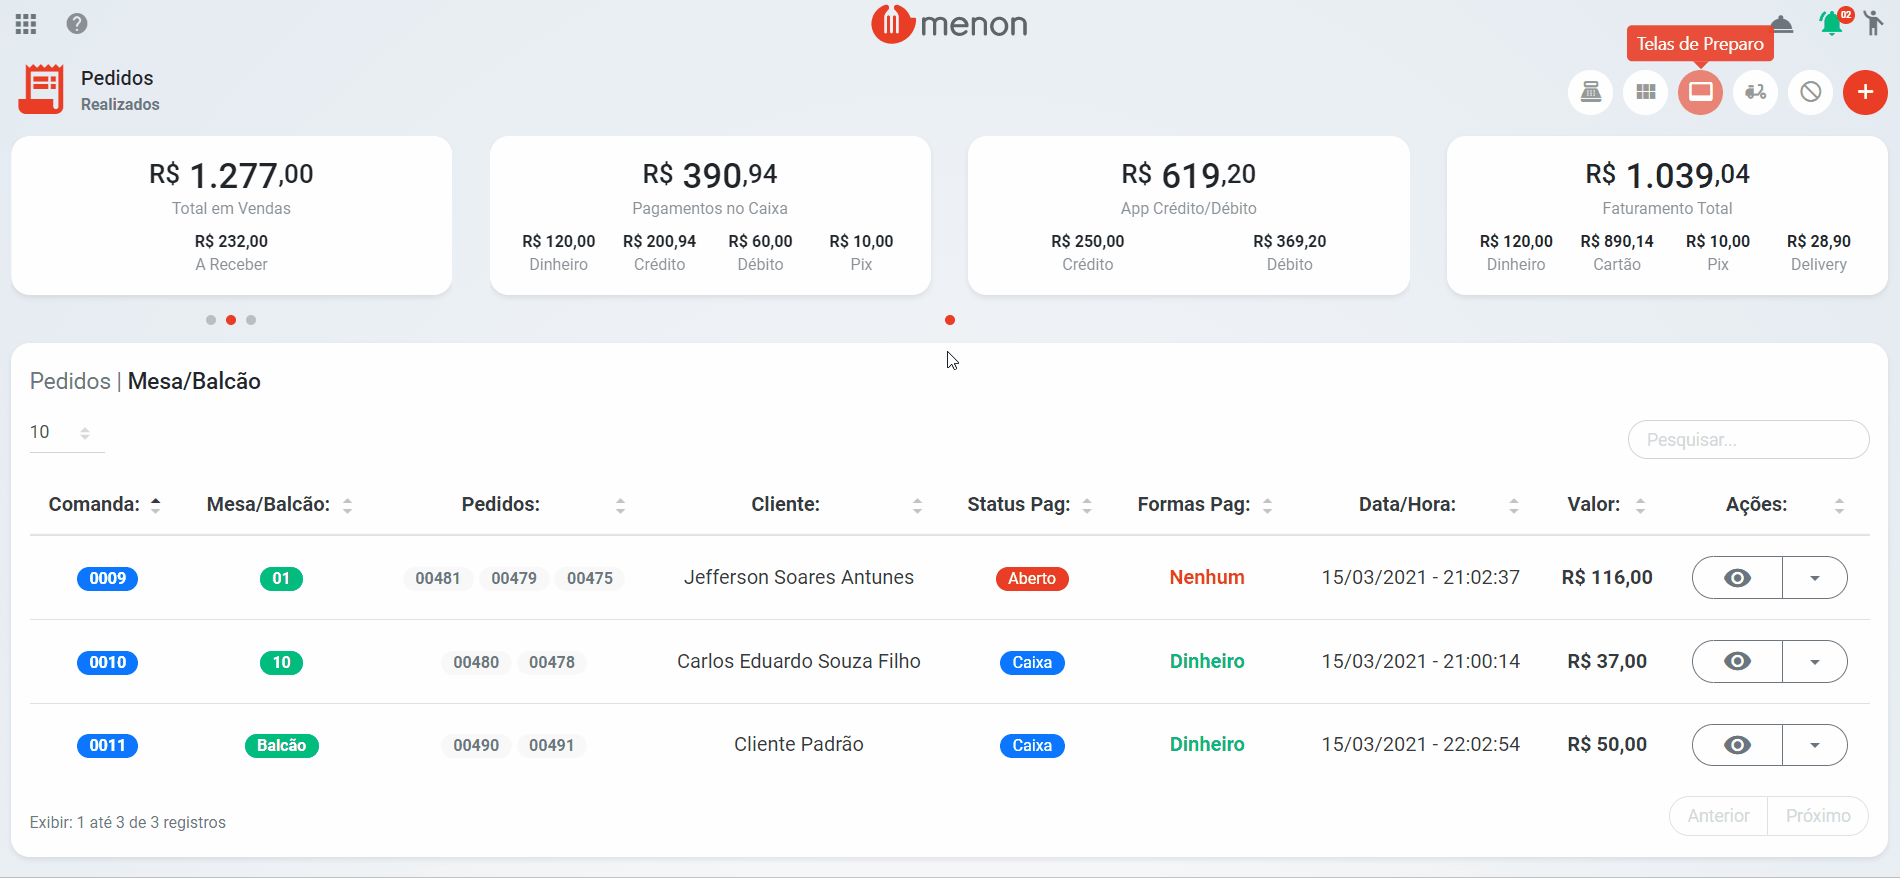 menon
02
Telas de Preparo
Pedidos
Realizados
R$ 1.277,00
Total em Vendas
R$ 232,00
A Receber
R$ 390,94
Pagamentos no Caixa
R$ 120,00 R$ 200,94 R$ 60,00 R$ 10,00
Dinheiro Crédito Débito Pix
R$ 619,20
App Crédito/Débito
R$ 250,00 R$ 369,20
Crédito Débito
R$ 1.039,04
Faturamento Total
R$ 120,00 R$ 890,14 R$ 10,00 R$ 28,90
Dinheiro Cartão Pix Delivery
Pedidos | Mesa/Balcão
10
Pesquisar...
Comanda: Mesa/Balcão: Pedidos: Cliente: Status Pag: Formas Pag: Data/Hora: Valor: Ações:
0009 01 00481 00479 00475 Jefferson Soares Antunes Aberto Nenhum 15/03/2021 - 21:02:37 R$ 116,00
0010 10 00480 00478 Carlos Eduardo Souza Filho Caixa Dinheiro 15/03/2021 - 21:00:14 R$ 37,00
0011 Balcão 00490 00491 Cliente Padrão Caixa Dinheiro 15/03/2021 - 22:02:54 R$ 50,00
Exibir: 1 até 3 de 3 registros
Anterior Próximo